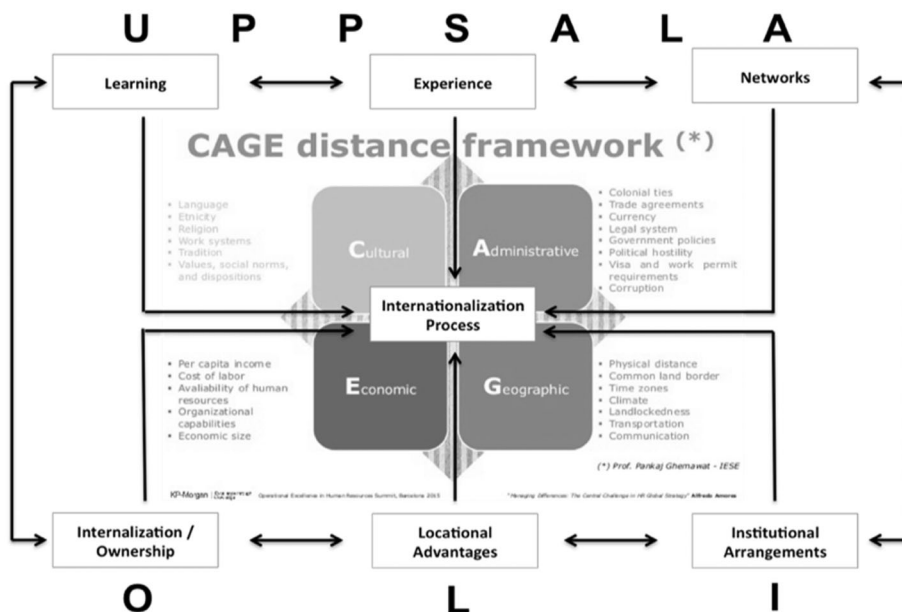 U P P S A L A
Learning
Experience
Networks
CAGE distance framework (*)
▪ Language
▪ Etnicity
▪ Religion
▪ Work systems
▪ Tradition
▪ Values, social norms,
and dispositions
Cultural
Administrative
▪ Colonial ties
▪ Trade agreements
▪ Currency
▪ Legal system
▪ Government policies
▪ Political hostility
▪ Visa and work permit
requirements
▪ Corruption
Internationalization
Process
▪ Per capita income
▪ Cost of labor
▪ Avaliability of human
resources
▪ Organizational
capabilities
▪ Economic size
Economic
Geographic
▪ Physical distance
▪ Common land border
▪ Time zones
▪ Climate
▪ Landlockedness
▪ Transportation
▪ Communication
(*) Prof. Pankaj Ghemawat - IESE
KP-Morgan
Operational Excellence in Human Resources Summit, Barcelona 2015
"Managing Differences: The Central Challenge in HR Global Strategy" Alfredo
Internalization /
Ownership
Locational
Advantages
Institutional
Arrangements
O L I